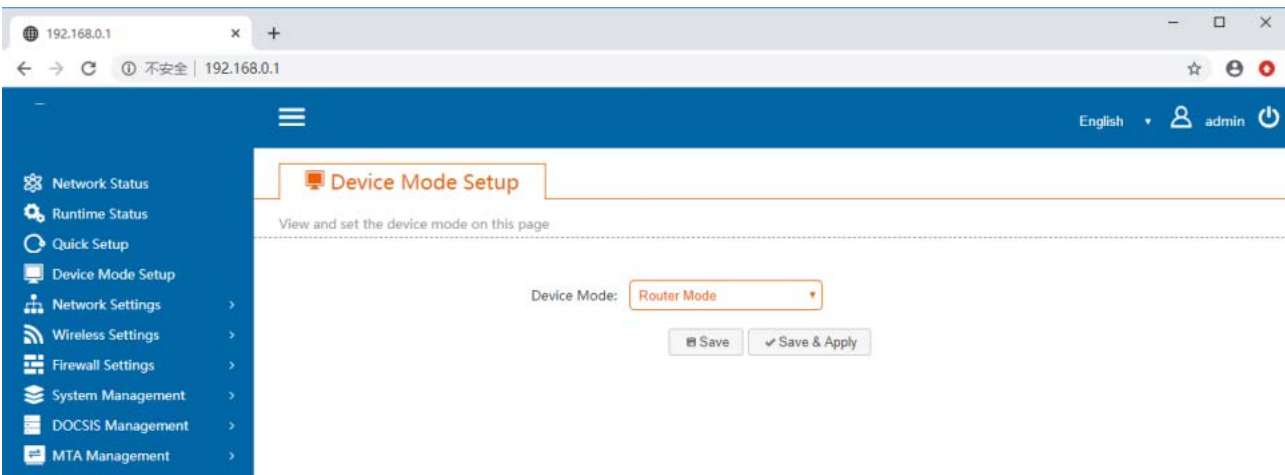 192.168.0.1
不安全 | 192.168.0.1
English admin
Network Status
Runtime Status
Quick Setup
Device Mode Setup
Network Settings
Wireless Settings
Firewall Settings
System Management
DOCSIS Management
MTA Management
Device Mode Setup
View and set the device mode on this page
Device Mode: Router Mode
Save Save & Apply